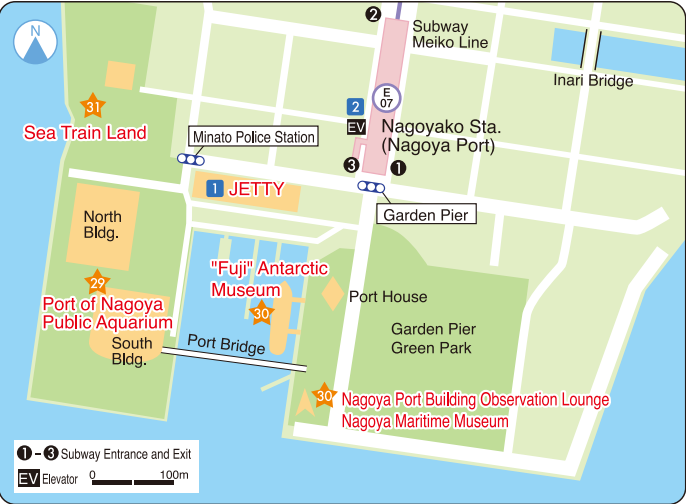 N
2
Subway
Meiko Line
Inari Bridge
E
07
2
EV
Nagoyako Sta.
(Nagoya Port)
31
Sea Train Land
Minato Police Station
3
1
1
JETTY
Garden Pier
North
Bldg.
"Fuji" Antarctic
Museum
29
Port of Nagoya
Public Aquarium
30
Port House
Garden Pier
Green Park
South
Bldg.
Port Bridge
30
Nagoya Port Building Observation Lounge
Nagoya Maritime Museum
1 - 3 Subway Entrance and Exit
EV Elevator 0 100m